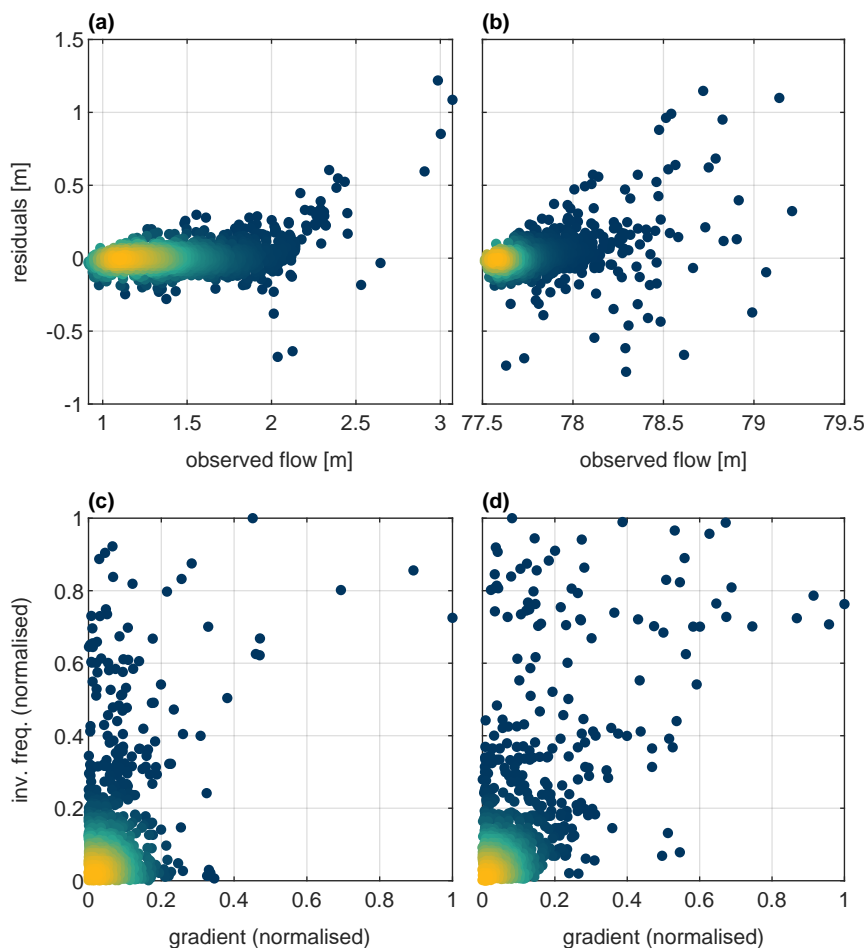 (a) (b)
1.5
1
0.5
0
-0.5
-1
residuals [m]
1 1.5 2 2.5 3 77.5 78 78.5 79 79.5
observed flow [m] observed flow [m]
(c) (d)
1
0.8
0.6
0.4
0.2
0
inv. freq. (normalised)
0 0.2 0.4 0.6 0.8 1 0 0.2 0.4 0.6 0.8 1
gradient (normalised) gradient (normalised)